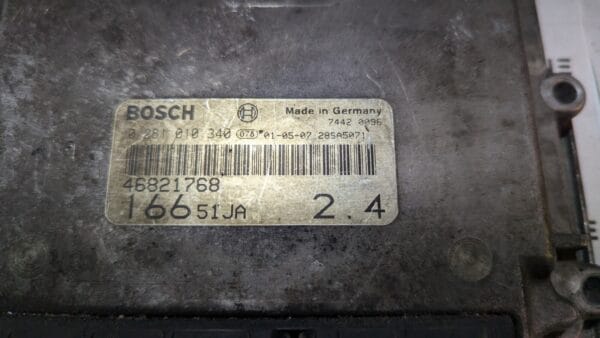 BOSCH Made in Germany
7442 0096
0 281 010 340 076 01-05-07 285A5071
46821768
166 51JA 2.4